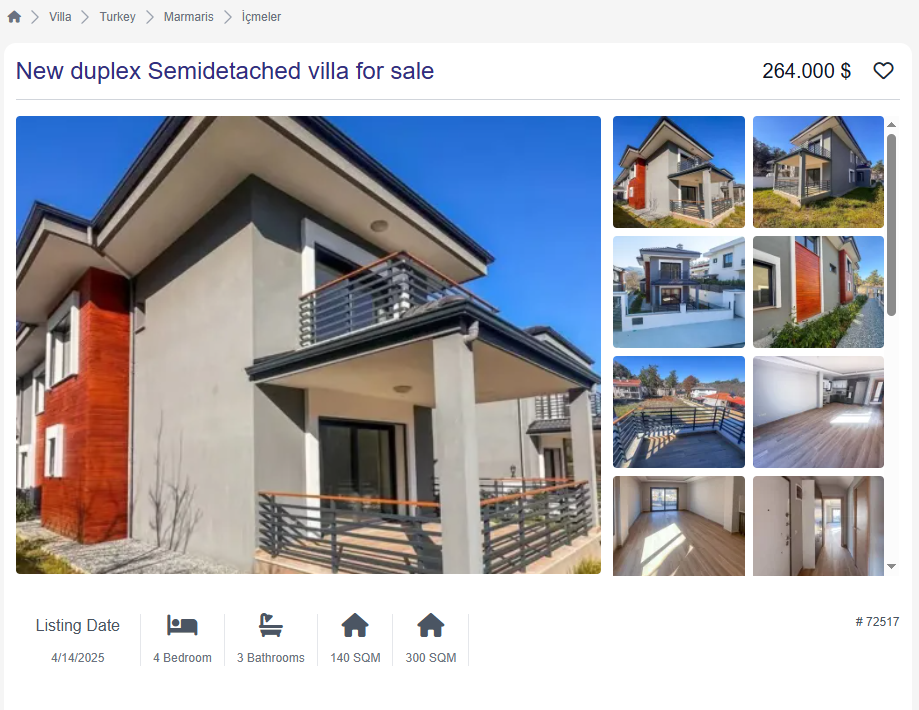 Villa > Turkey > Marmaris > İçmeler
New duplex Semidetached villa for sale
264.000 $
Listing Date
4/14/2025
4 Bedroom
3 Bathrooms
140 SQM
300 SQM
# 72517